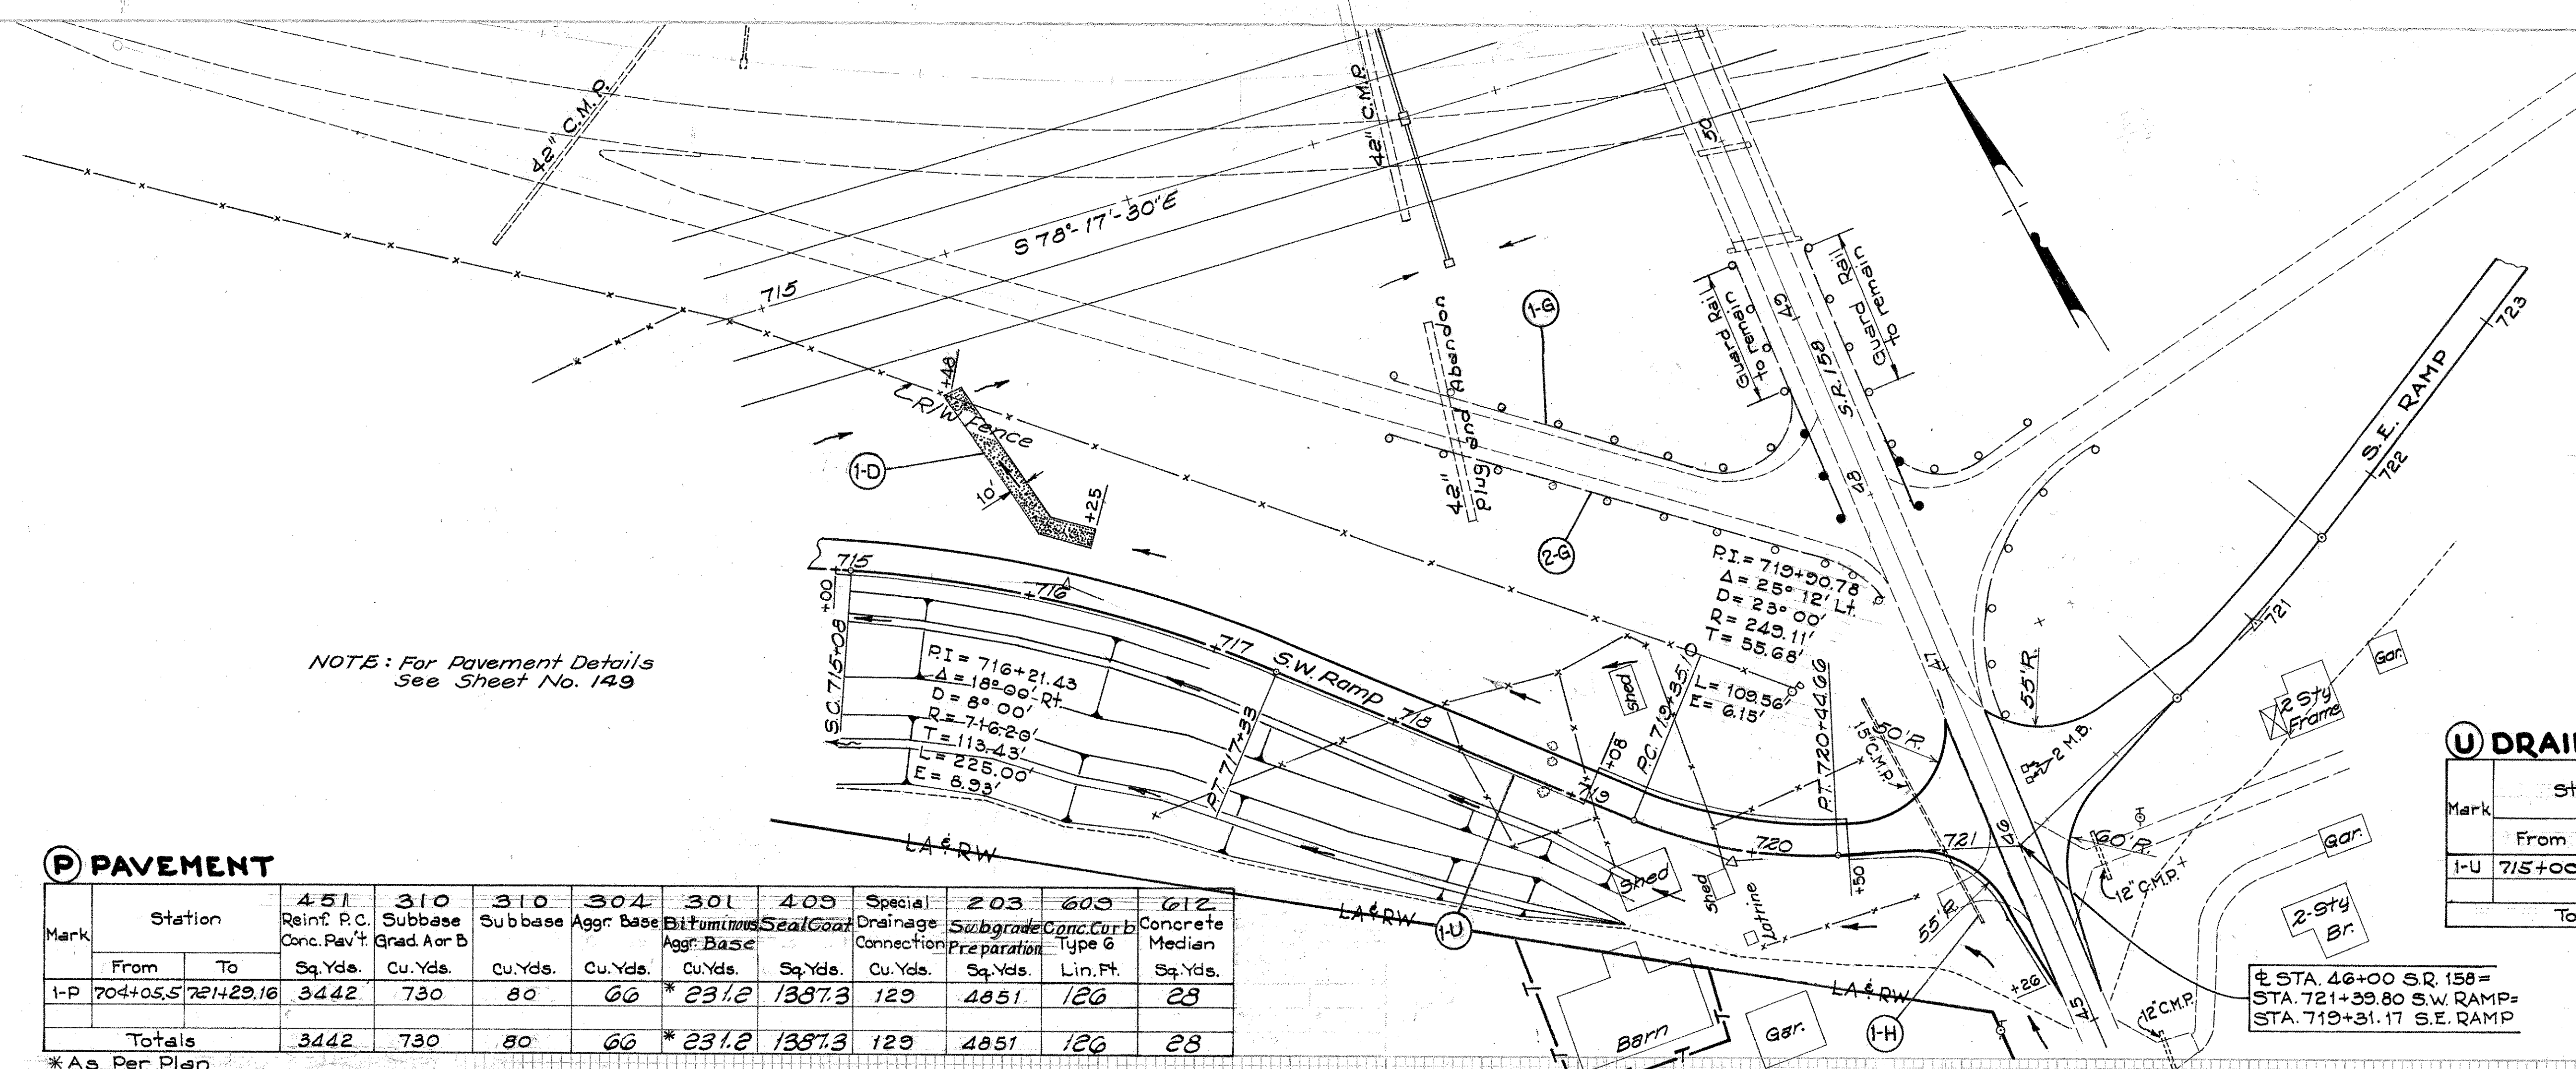 42" C.M.P.
42" C.M.P.
50
S 78°-17'-30"E
715
Guard Rail
to remain
49
Guard Rail
to remain
S.R. 158
1-G
42"
Plug and Abandon
723
S.E. RAMP
722
+48
R/W Fence
1-D
10'
+25
48
2-G
715
+00
716
717
S.W. Ramp
718
719
+08
720
721
+50
S.C. 715+08
P.I = 716+21.43
Δ = 18°-00' Rt.
D = 8° 00'
R = 716.20'
T = 113.43'
L = 225.00'
E = 8.93'
P.T. 717+33
P.I. = 719+90.78
Δ = 25° 12' Lt.
D = 23° 00'
R = 249.11'
T = 55.68'
L = 109.56'
E = 6.15'
P.C. 719+35.10
P.T. 720+44.66
Shed
50'R.
15"C.M.P.
47
55'R.
721
2 M.B.
2 Sty
Frame
Gar.
NOTE: For Pavement Details
See Sheet No. 149
46
60'R.
12"C.M.P.
Gar.
2-Sty
Br.
Shed
Shed
Latrine
55'R
1-U
LA & RW
LA & RW
LA & RW
+26
45
12"C.M.P.
1-H
Barn
Gar.
₵ STA. 46+00 S.R. 158=
STA. 721+39.80 S.W. RAMP=
STA. 719+31.17 S.E. RAMP
P PAVEMENT
Mark Station 451 310 310 304 301 409 Special 203 609 612
Reinf. P.C. Subbase Subbase Aggr. Base Bituminous Seal Coat Drainage Subgrade Conc. Curb Concrete
Conc. Pav't. Grad. A or B Aggr. Base Connection Preparation Type 6 Median
From To Sq.Yds. Cu.Yds. Cu.Yds. Cu.Yds. Cu.Yds. Sq.Yds. Cu.Yds. Sq.Yds. Lin.Ft. Sq.Yds.
1-P 704+05.5 721+29.16 3442 730 80 66 * 231.2 1387.3 129 4851 126 28
Totals 3442 730 80 66 * 231.2 1387.3 129 4851 126 28
* As Per Plan
U DRAI
Mark St
From
1-U 715+00
To